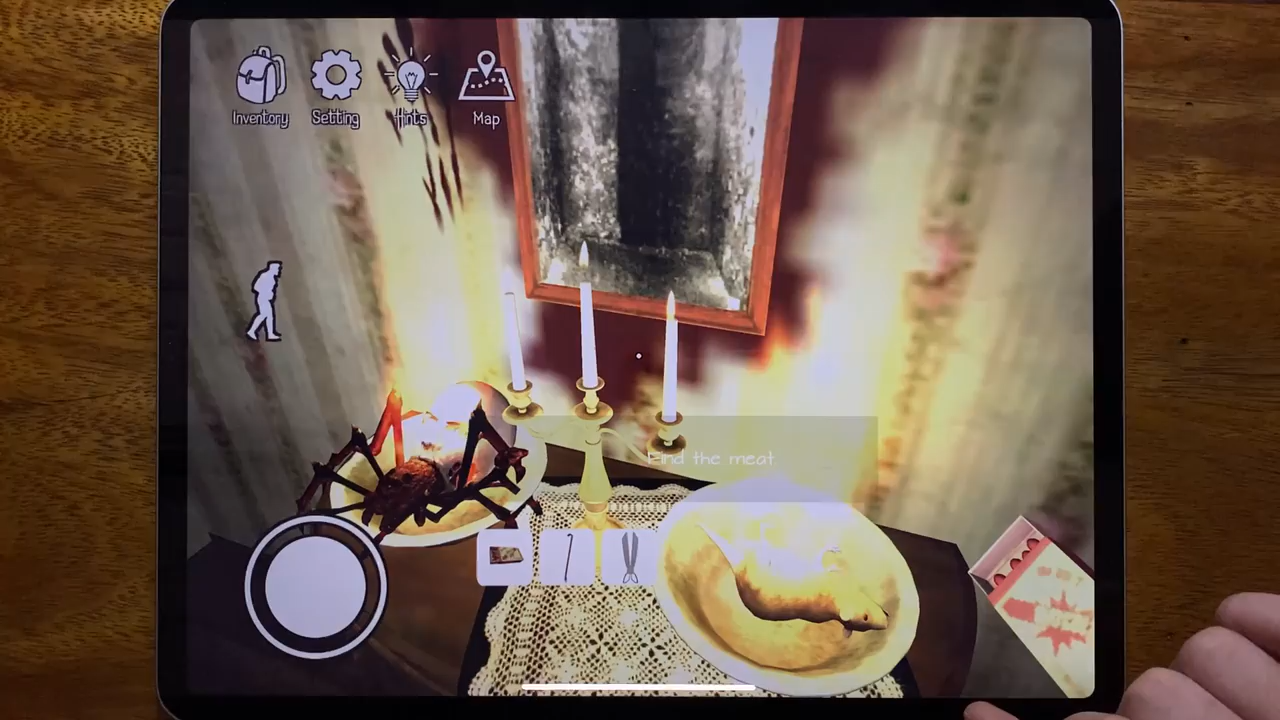 Inventory
Setting
Hints
Map
Find the meat.